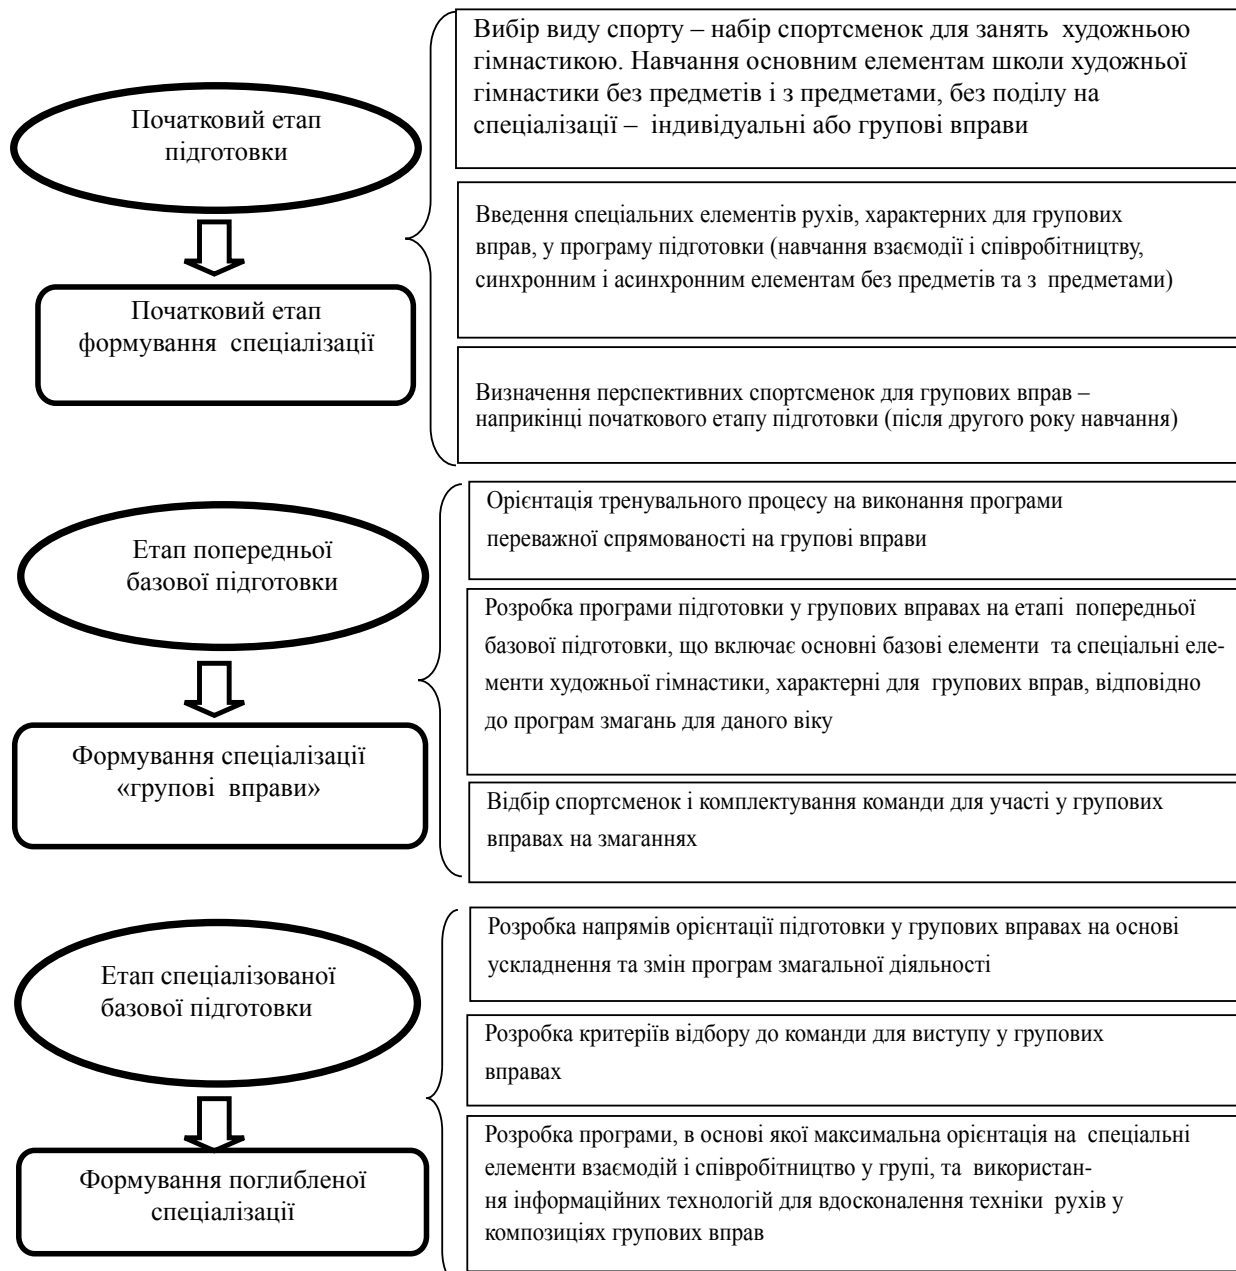 Початковий етап
підготовки
Початковий етап
формування спеціалізації
Вибір виду спорту – набір спортсменок для занять художньою
гімнастикою. Навчання основним елементам школи художньої
гімнастики без предметів і з предметами, без поділу на
спеціалізації – індивідуальні або групові вправи
Введення спеціальних елементів рухів, характерних для групових
вправ, у програму підготовки (навчання взаємодії і співробітництву,
синхронним і асинхронним елементам без предметів та з предметами)
Визначення перспективних спортсменок для групових вправ –
наприкінці початкового етапу підготовки (після другого року навчання)
Етап попередньої
базової підготовки
Формування спеціалізації
«групові вправи»
Орієнтація тренувального процесу на виконання програми
переважної спрямованості на групові вправи
Розробка програми підготовки у групових вправах на етапі попередньої
базової підготовки, що включає основні базові елементи та спеціальні еле-
менти художньої гімнастики, характерні для групових вправ, відповідно
до програм змагань для даного віку
Відбір спортсменок і комплектування команди для участі у групових
вправах на змаганнях
Етап спеціалізованої
базової підготовки
Формування поглибленої
спеціалізації
Розробка напрямів орієнтації підготовки у групових вправах на основі
ускладнення та змін програм змагальної діяльності
Розробка критеріїв відбору до команди для виступу у групових
вправах
Розробка програми, в основі якої максимальна орієнтація на спеціальні
елементи взаємодій і співробітництво у групі, та використан-
ня інформаційних технологій для вдосконалення техніки рухів у
композиціях групових вправ